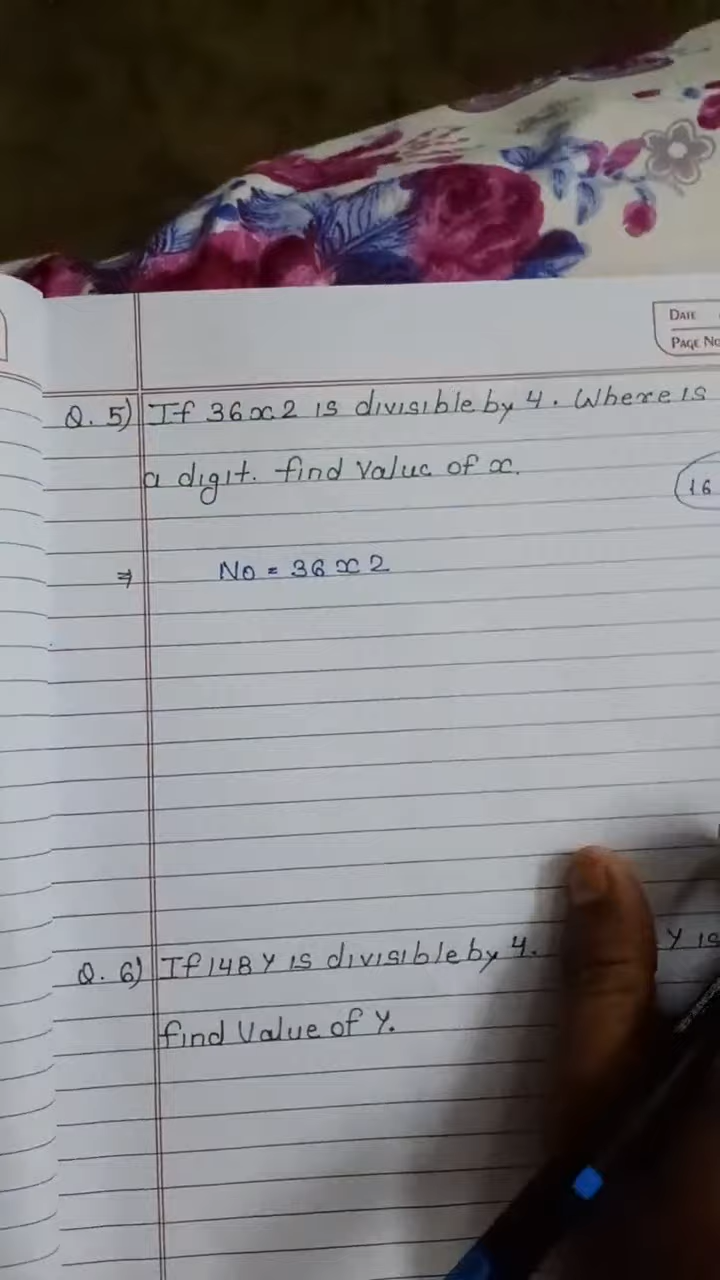 DATE
PAGE No
Q. 5) If 36x2 is divisible by 4. Where is
a digit. find Value of x.
16
⇒ No = 36x2
Q. 6) If 148Y is divisible by 4. Y is
find Value of Y.